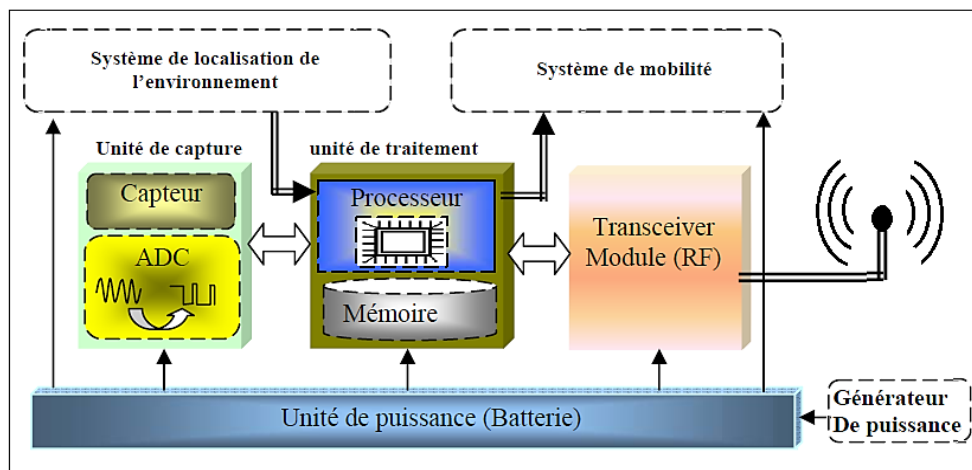 Système de localisation de
l'environnement
Système de mobilité
Unité de capture
unité de traitement
Capteur
ADC
Processeur
Mémoire
Transceiver
Module (RF)
Unité de puissance (Batterie)
Générateur
De puissance